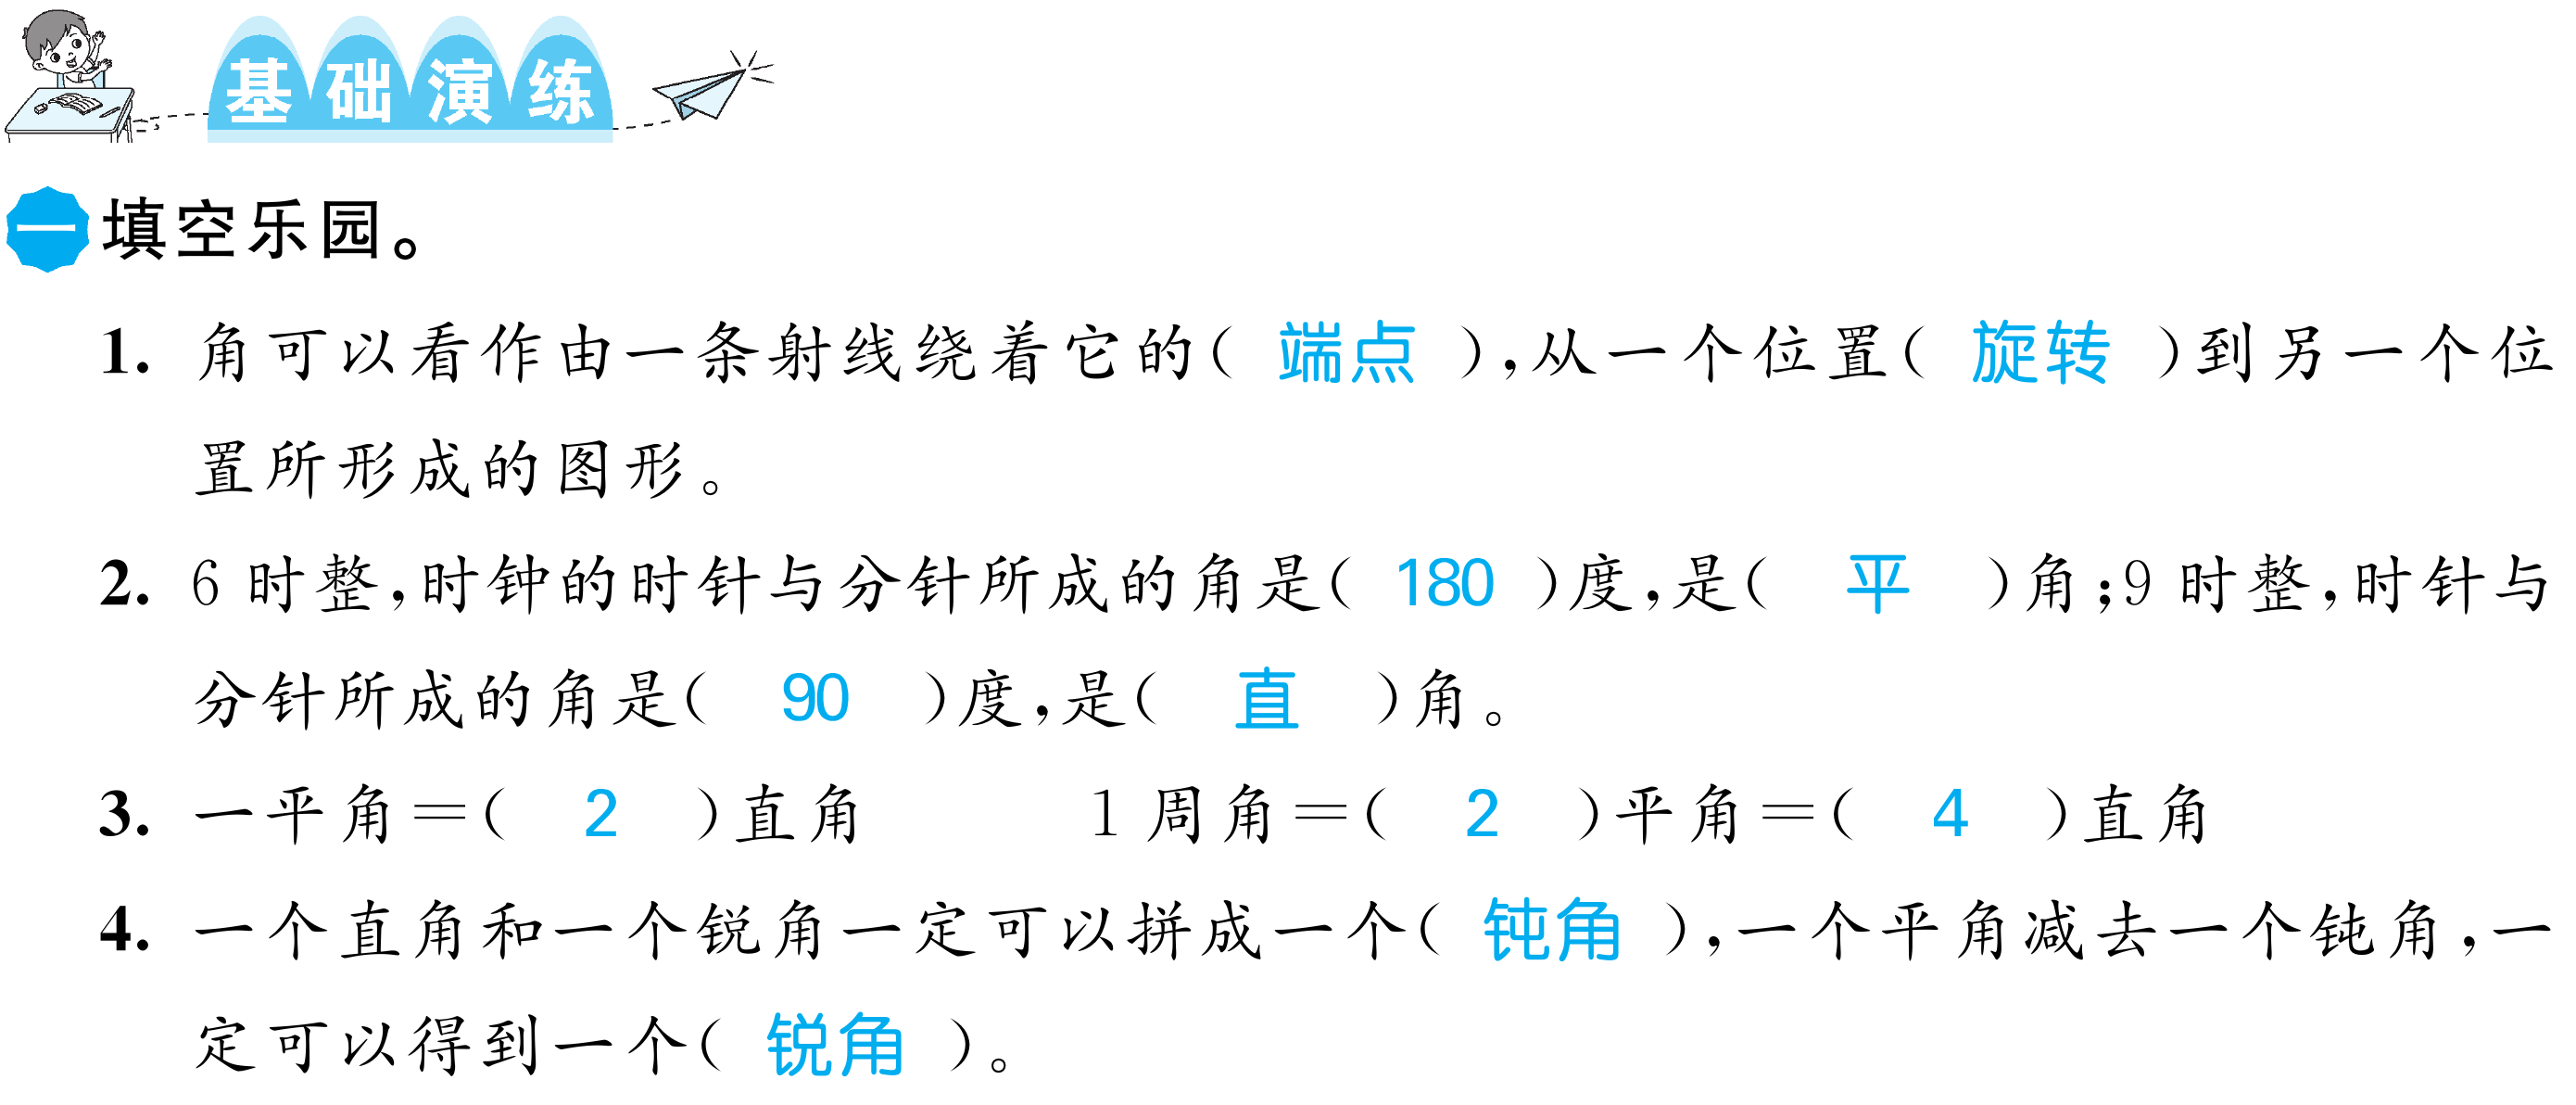 基础演练
一填空乐园。
1. 角可以看作由一条射线绕着它的( 端点 ),从一个位置( 旋转 )到另一个位
置所形成的图形。
2. 6 时整,时钟的时针与分针所成的角是( 180 )度,是( 平 )角;9 时整,时针与
分针所成的角是( 90 )度,是( 直 )角。
3. 一平角=( 2 )直角 1 周角=( 2 )平角=( 4 )直角
4. 一个直角和一个锐角一定可以拼成一个( 钝角 ),一个平角减去一个钝角,一
定可以得到一个( 锐角 )。